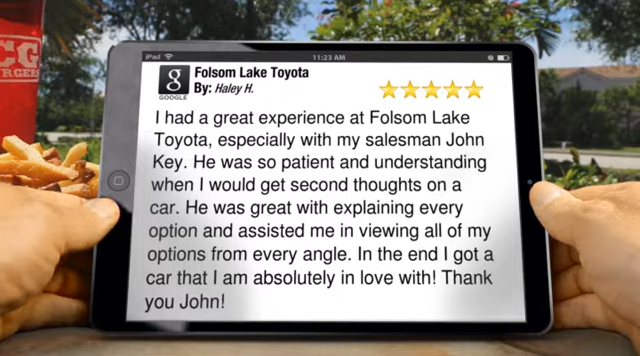 CG
RGERS
iPad
11:23 AM
g
GOOGLE
Folsom Lake Toyota
By: Haley H.
I had a great experience at Folsom Lake
Toyota, especially with my salesman John
Key. He was so patient and understanding
when I would get second thoughts on a
car. He was great with explaining every
option and assisted me in viewing all of my
options from every angle. In the end I got a
car that I am absolutely in love with! Thank
you John!